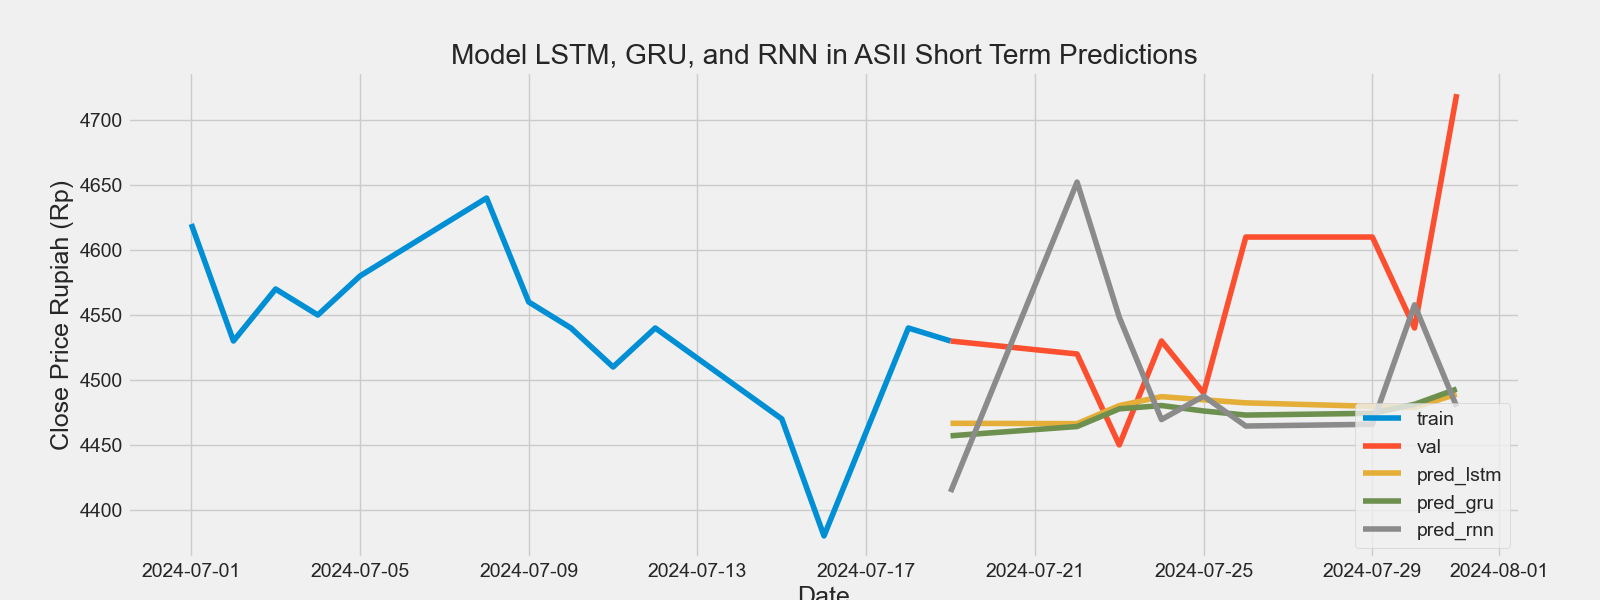 Model LSTM, GRU, and RNN in ASII Short Term Predictions
Close Price Rupiah (Rp)
4700
4650
4600
4550
4500
4450
4400
train
val
pred_lstm
pred_gru
pred_rnn
2024-07-01 2024-07-05 2024-07-09 2024-07-13 2024-07-17 2024-07-21 2024-07-25 2024-07-29 2024-08-01
Date